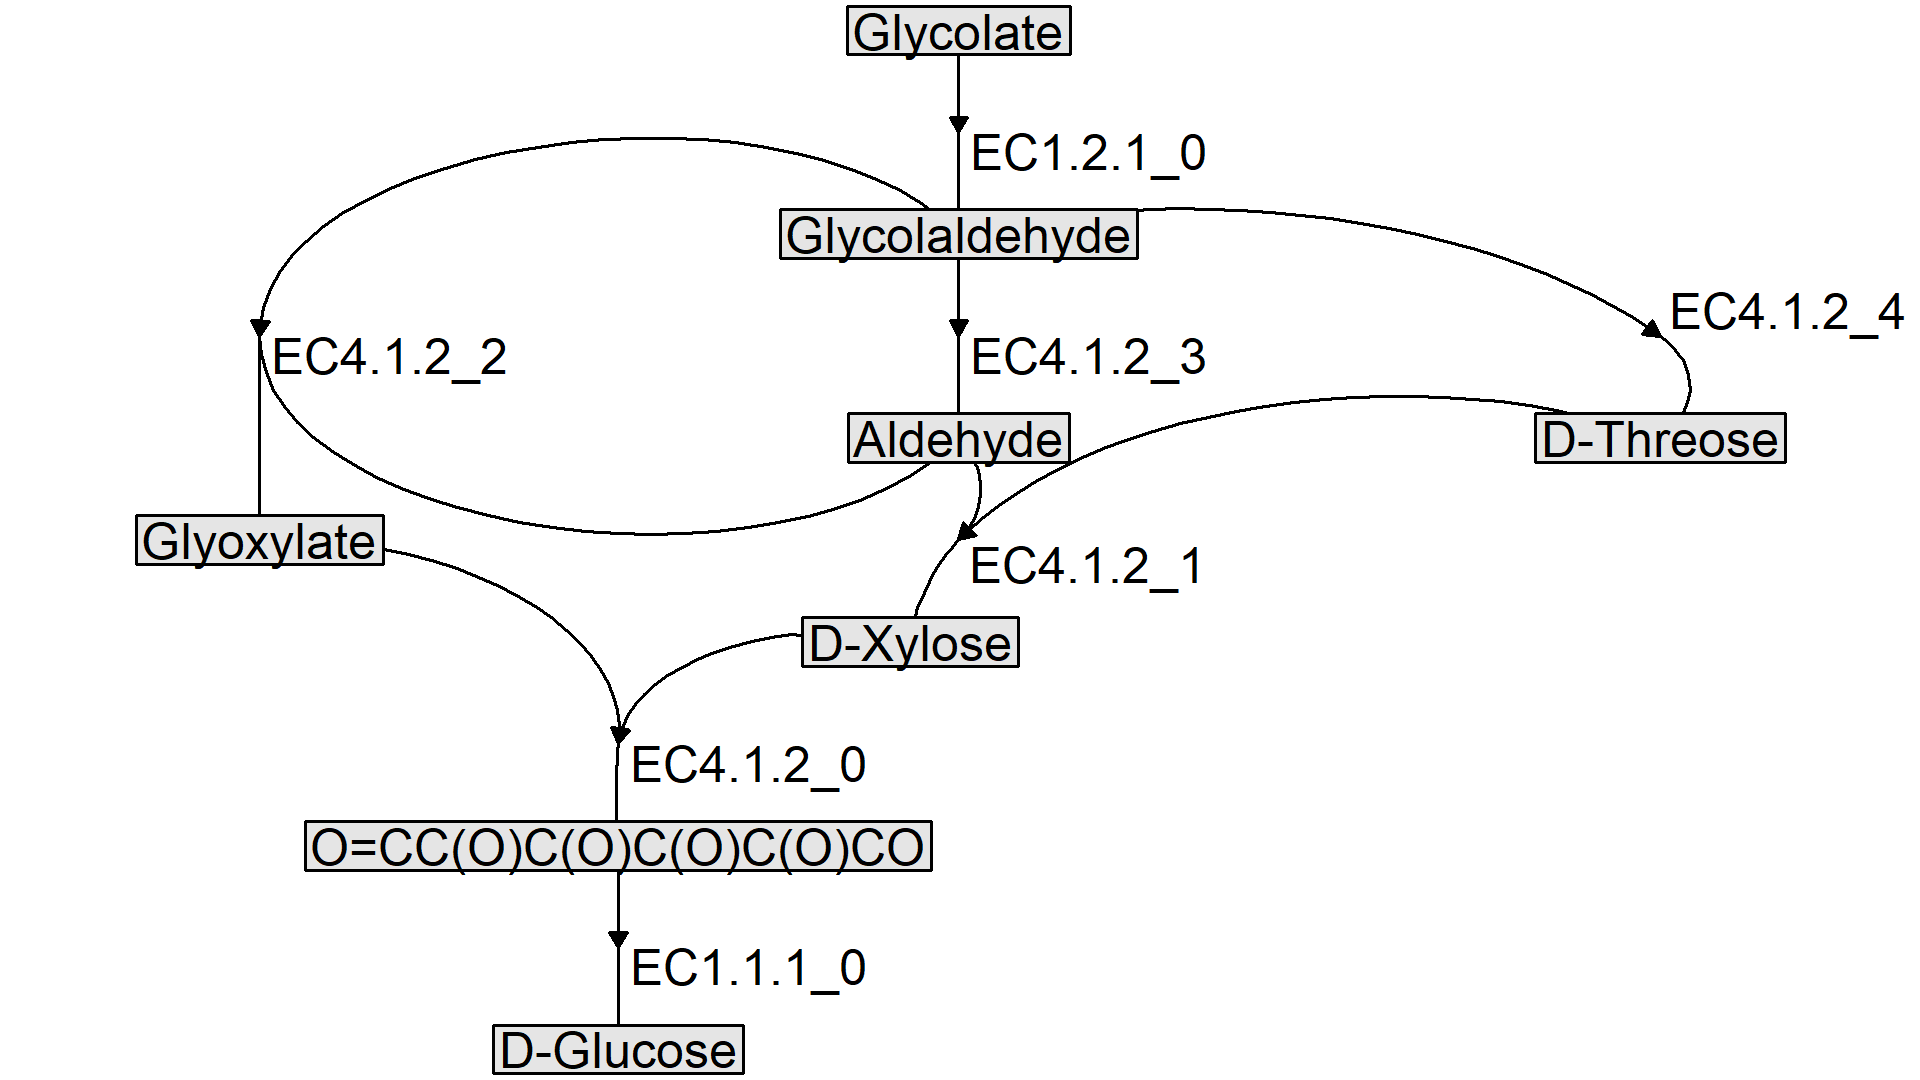 Glycolate
EC1.2.1_0
Glycolaldehyde
EC4.1.2_4
EC4.1.2_2
EC4.1.2_3
Aldehyde
D-Threose
Glyoxylate
EC4.1.2_1
D-Xylose
EC4.1.2_0
O=CC(O)C(O)C(O)C(O)CO
EC1.1.1_0
D-Glucose